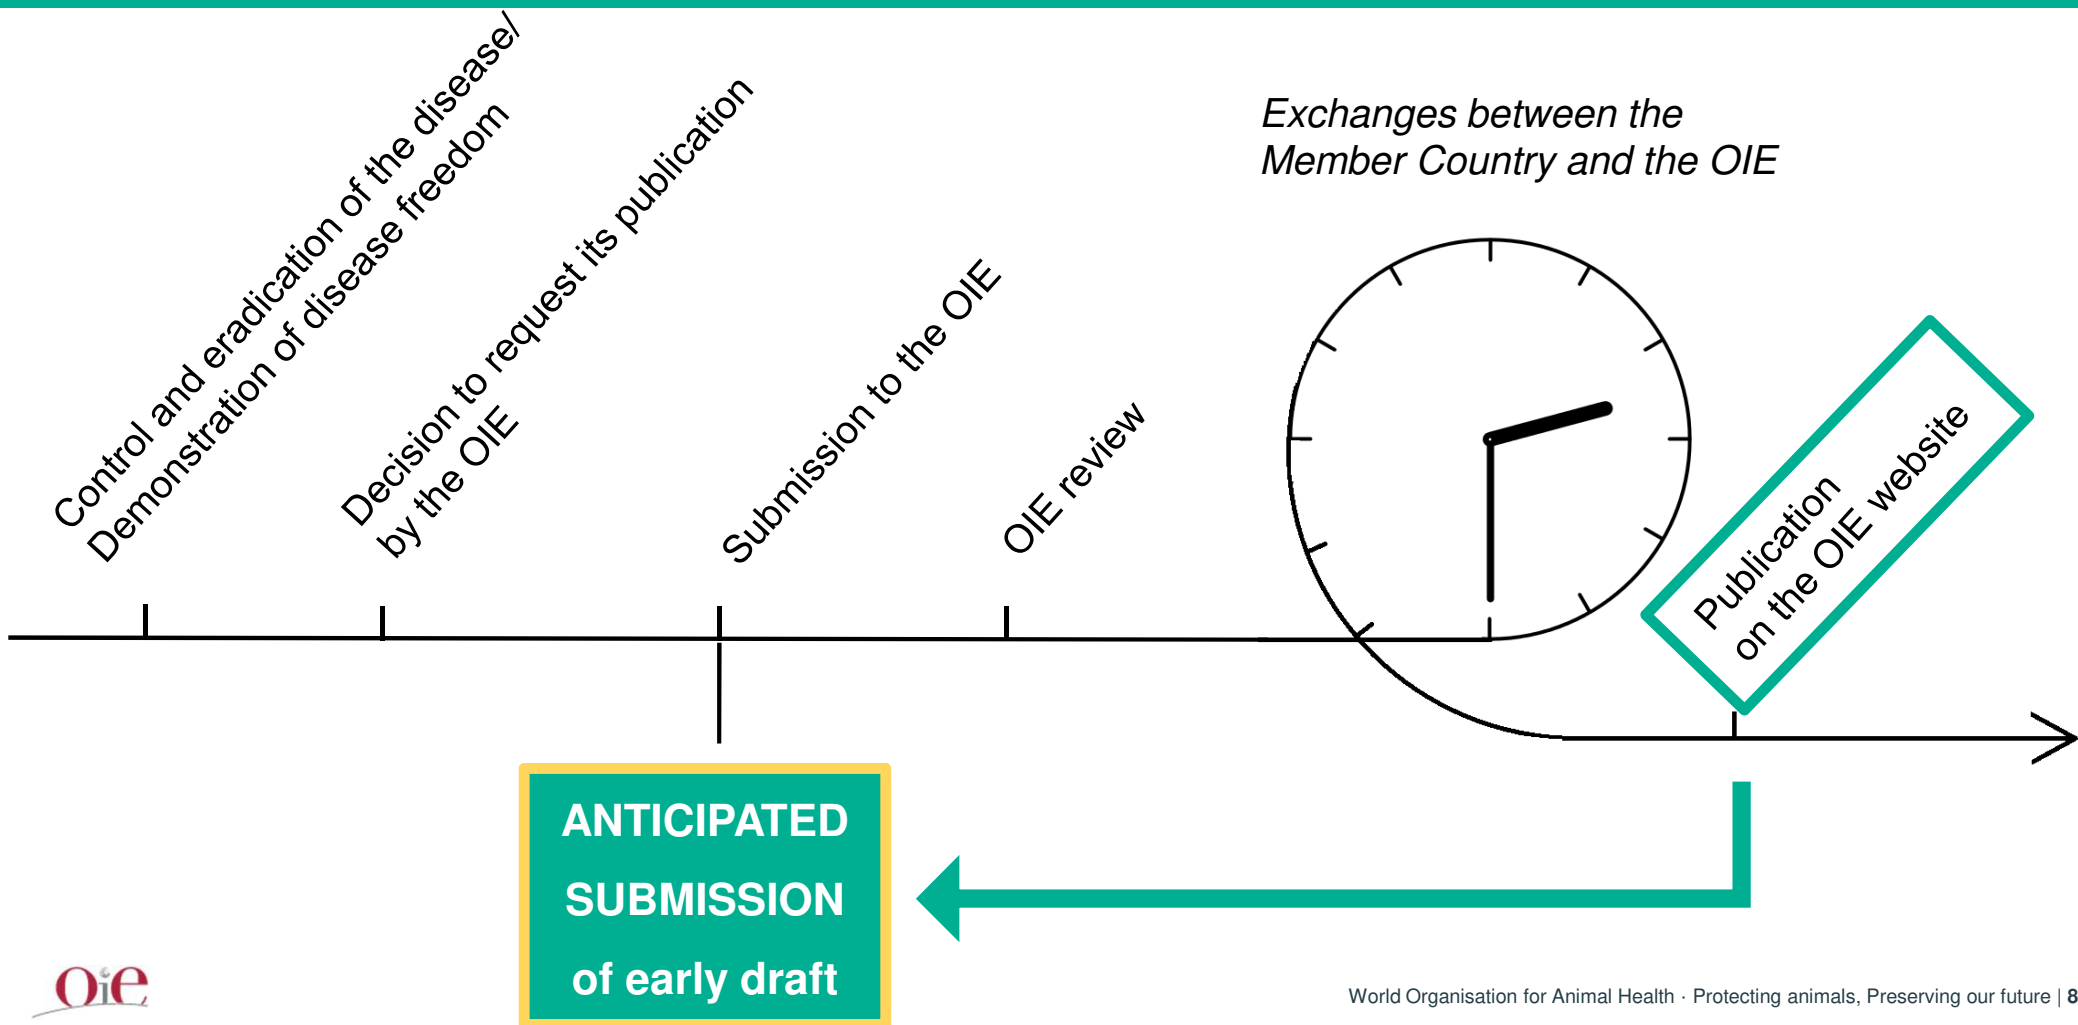 Control and eradication of the disease/
Demonstration of disease freedom
Decision to request its publication
by the OIE
Submission to the OIE
OIE review
Exchanges between the
Member Country and the OIE
Publication
on the OIE website
ANTICIPATED
SUBMISSION
of early draft
Oie
World Organisation for Animal Health · Protecting animals, Preserving our future | 8